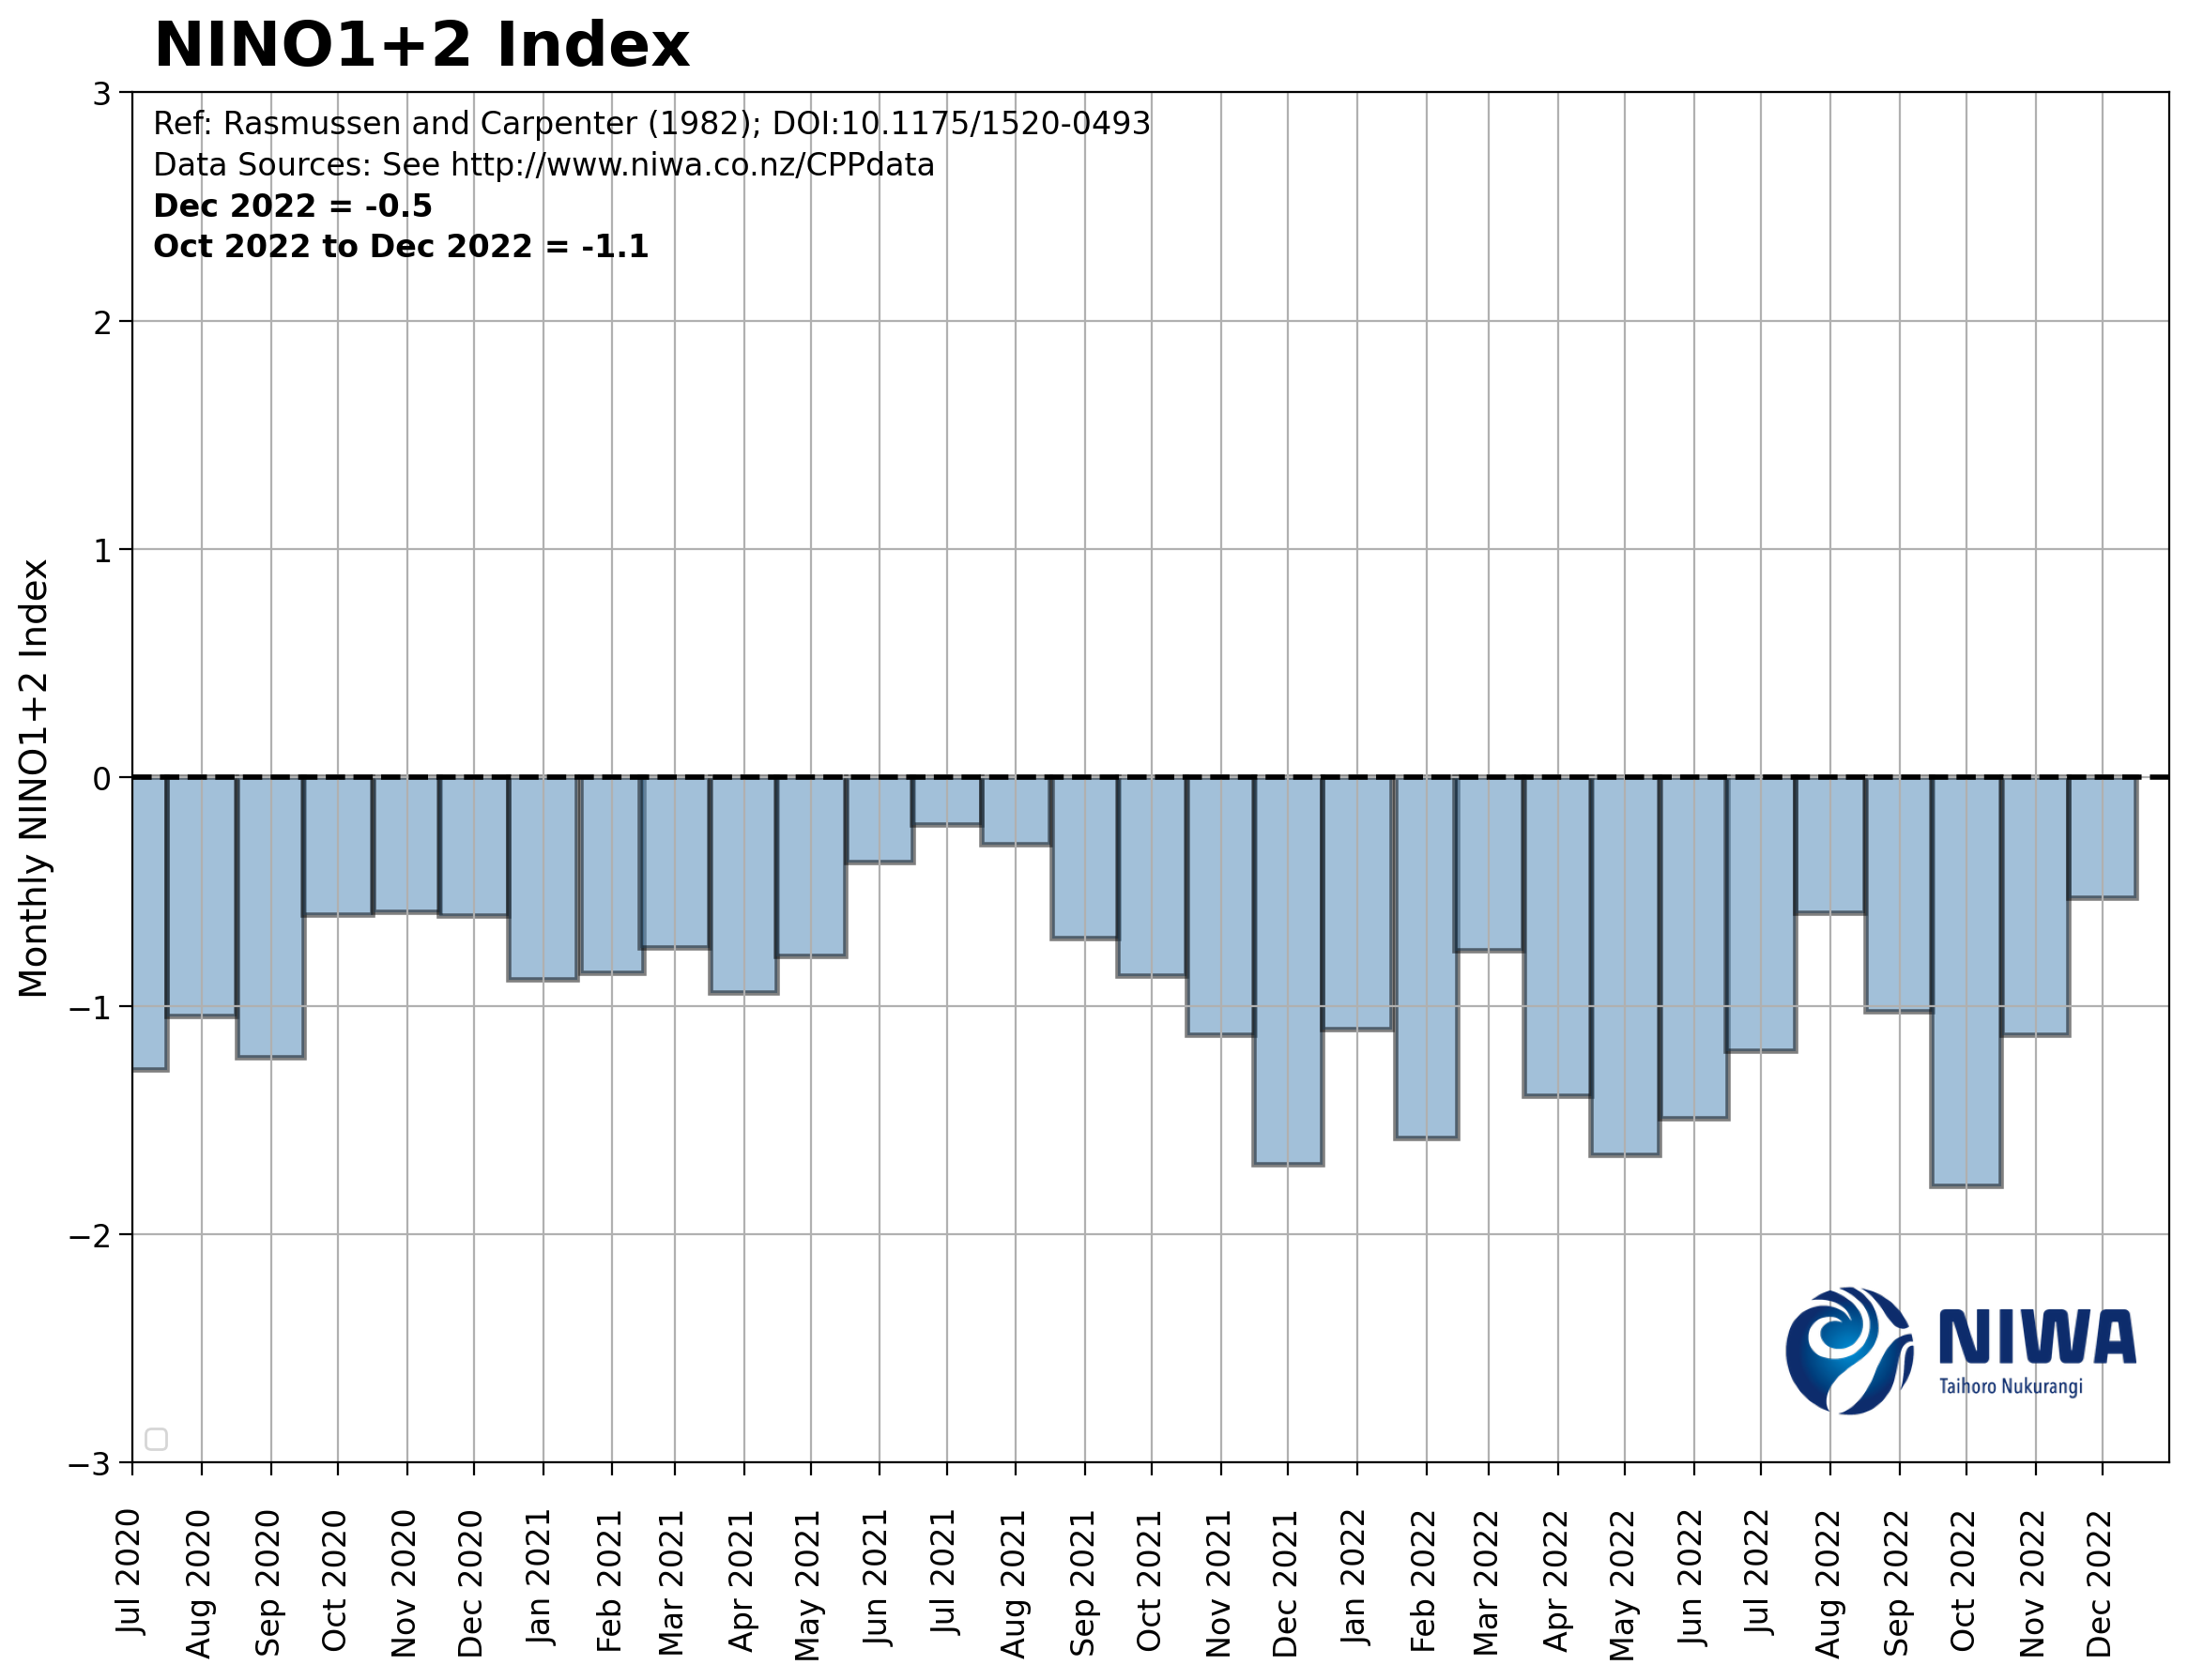 NINO1+2 Index
Ref: Rasmussen and Carpenter (1982); DOI:10.1175/1520-0493
Data Sources: See http://www.niwa.co.nz/CPPdata
Dec 2022 = -0.5
Oct 2022 to Dec 2022 = -1.1
Monthly NINO1+2 Index
3
2
1
0
−1
−2
−3
NIWA
Taihoro Nukurangi
Jul 2020
Aug 2020
Sep 2020
Oct 2020
Nov 2020
Dec 2020
Jan 2021
Feb 2021
Mar 2021
Apr 2021
May 2021
Jun 2021
Jul 2021
Aug 2021
Sep 2021
Oct 2021
Nov 2021
Dec 2021
Jan 2022
Feb 2022
Mar 2022
Apr 2022
May 2022
Jun 2022
Jul 2022
Aug 2022
Sep 2022
Oct 2022
Nov 2022
Dec 2022